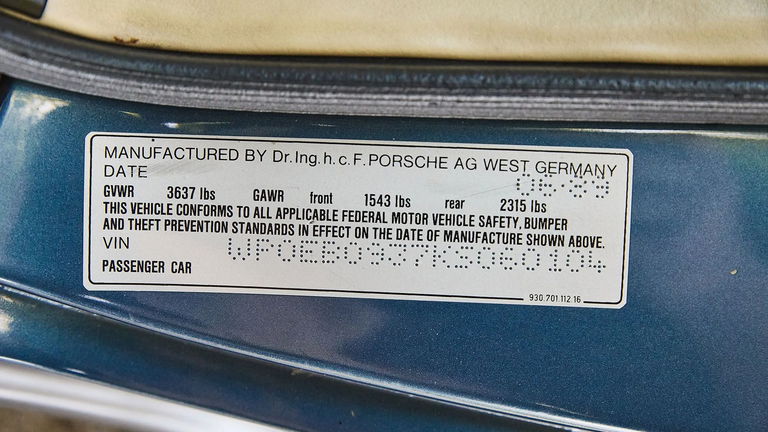 MANUFACTURED BY Dr.Ing.h.c.F.PORSCHE AG WEST GERMANY
DATE 06-89
GVWR 3637 lbs GAWR front 1543 lbs rear 2315 lbs
THIS VEHICLE CONFORMS TO ALL APPLICABLE FEDERAL MOTOR VEHICLE SAFETY, BUMPER
AND THEFT PREVENTION STANDARDS IN EFFECT ON THE DATE OF MANUFACTURE SHOWN ABOVE.
VIN WP0EB0937KS060104
PASSENGER CAR
930.701.112.16